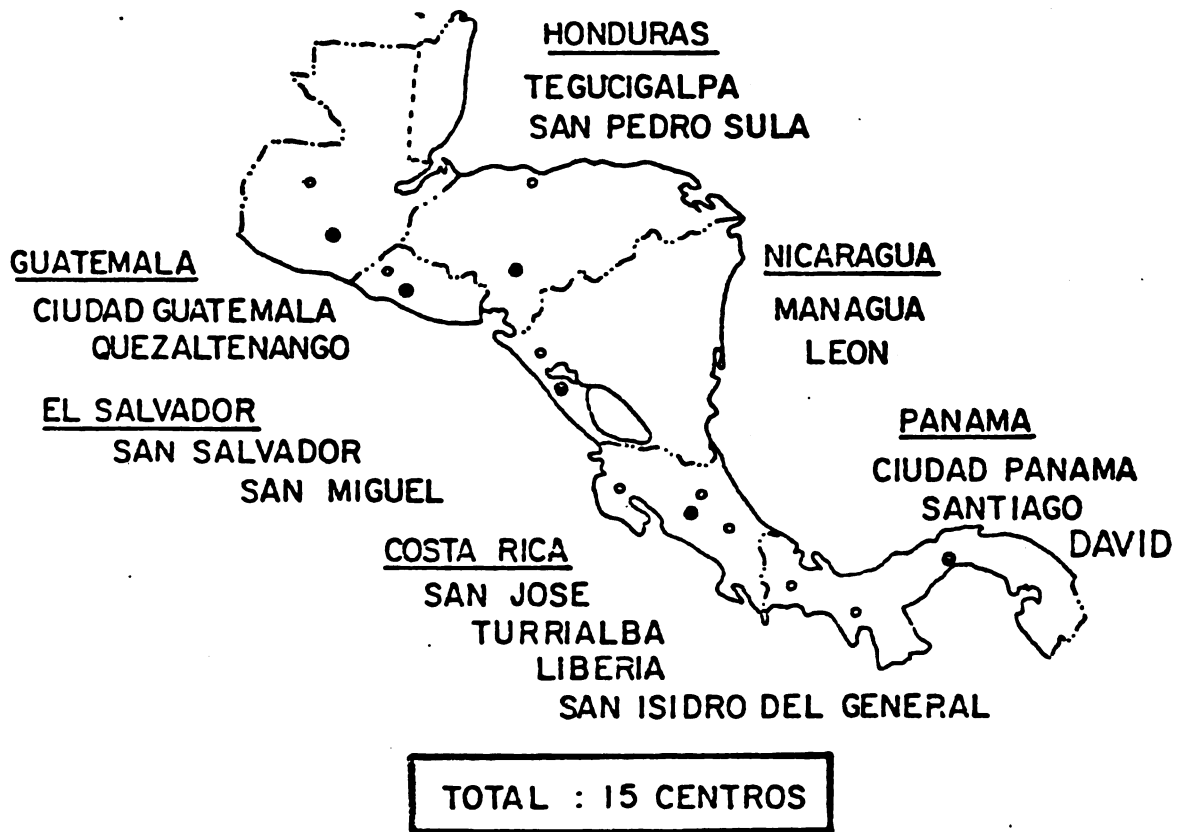 HONDURAS
TEGUCIGALPA
SAN PEDRO SULA
GUATEMALA
CIUDAD GUATEMALA
QUEZALTENANGO
NICARAGUA
MANAGUA
LEON
EL SALVADOR
SAN SALVADOR
SAN MIGUEL
PANAMA
CIUDAD PANAMA
SANTIAGO
DAVID
COSTA RICA
SAN JOSE
TURRIALBA
LIBERIA
SAN ISIDRO DEL GENERAL
TOTAL : 15 CENTROS